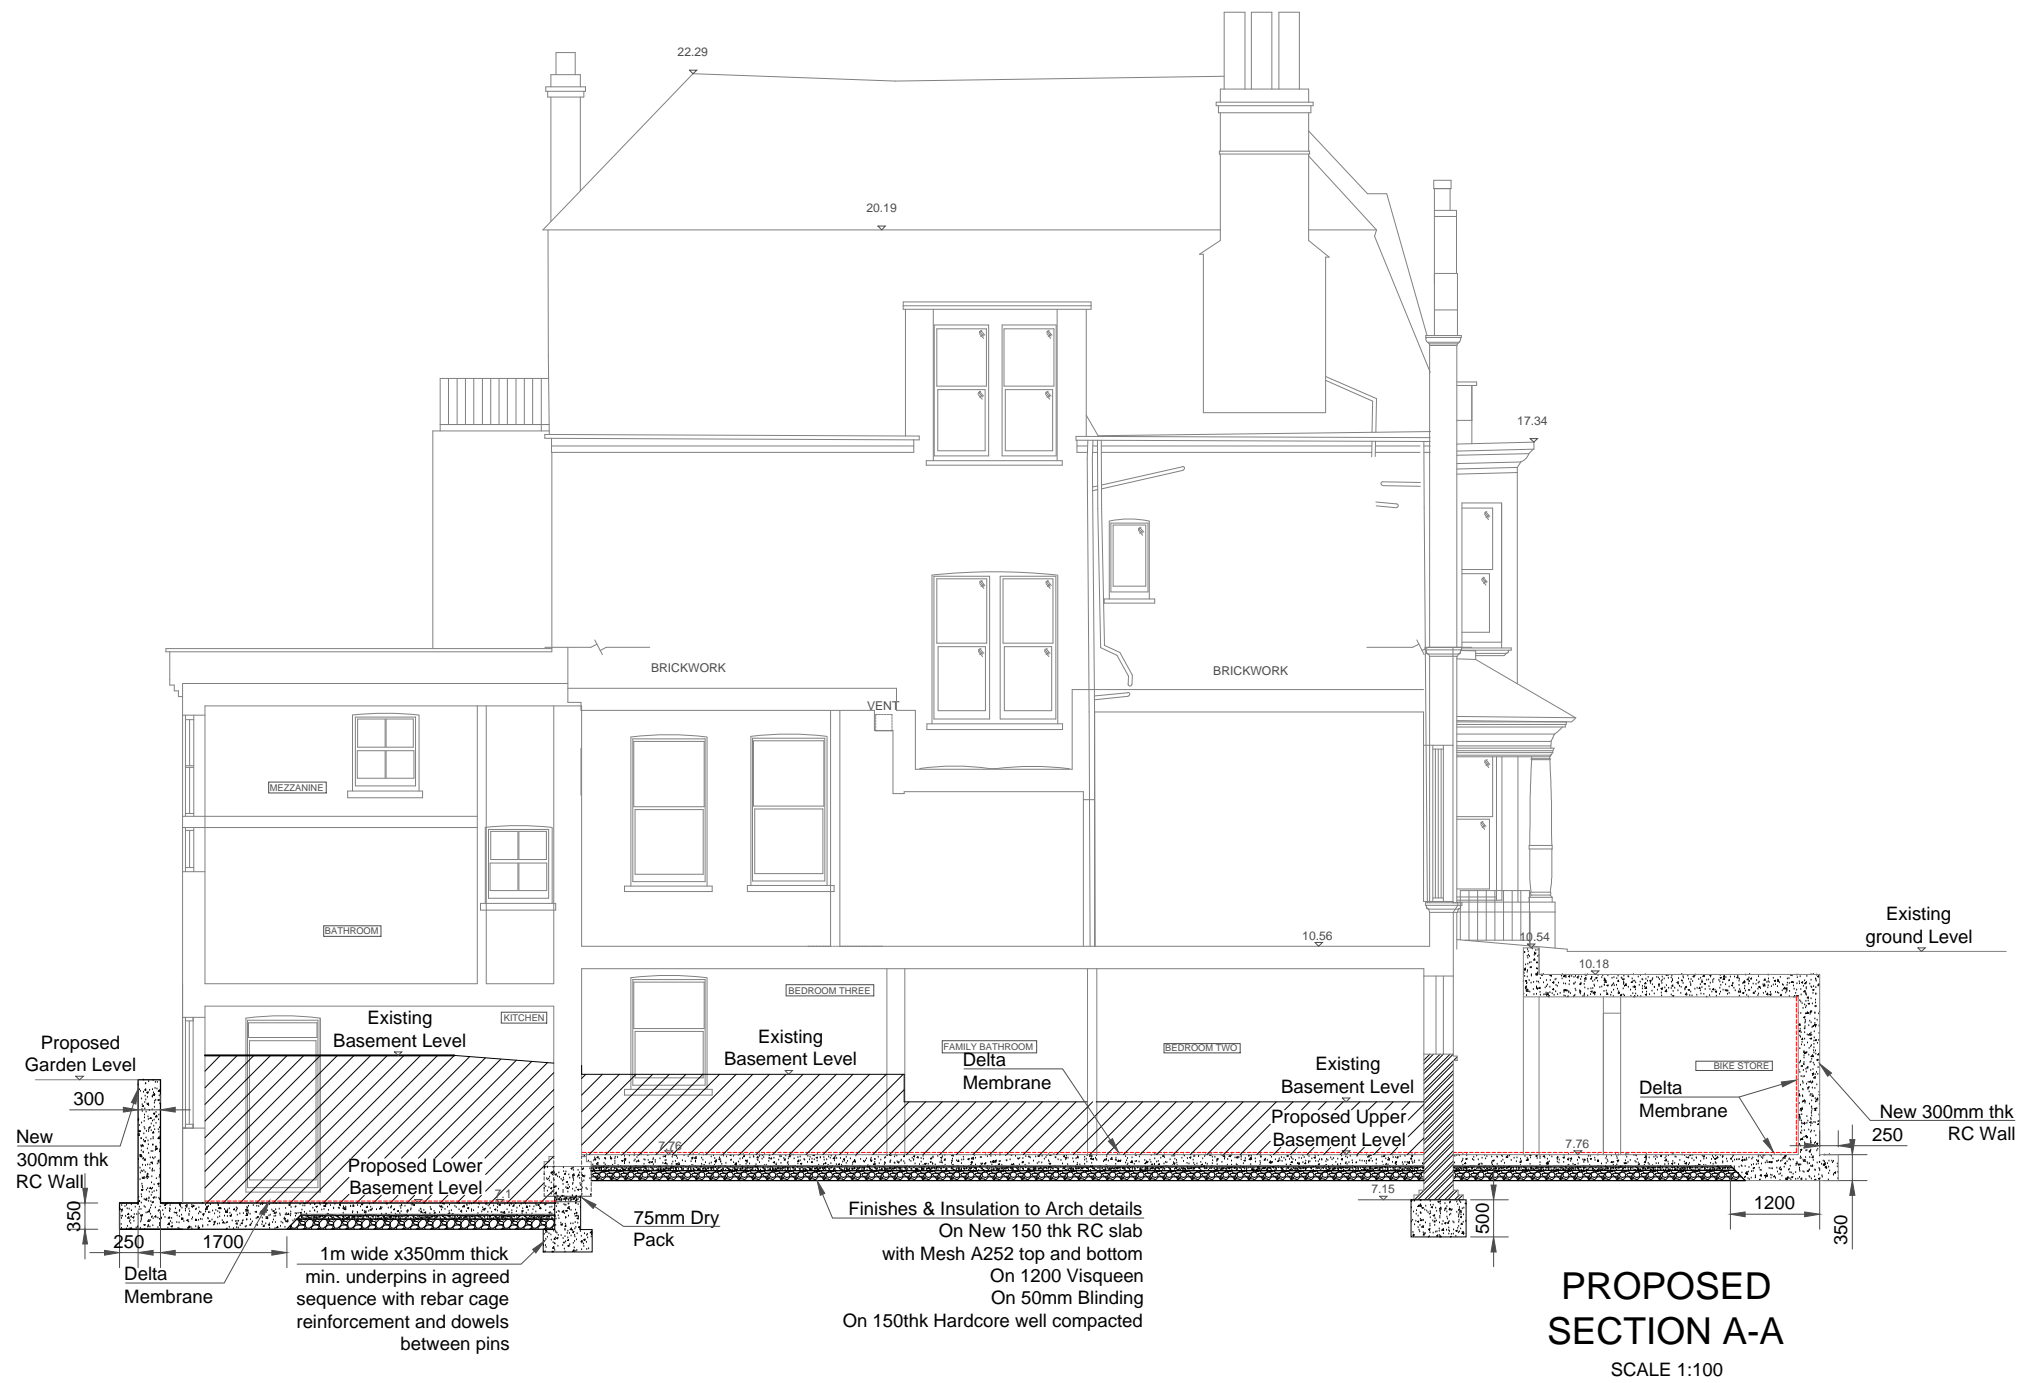 22.29
20.19
17.34
BRICKWORK
BRICKWORK
VENT
MEZZANINE
BATHROOM
10.56
10.54
Existing
ground Level
10.18
BEDROOM THREE
KITCHEN
Existing
Basement Level
Existing
Basement Level
FAMILY BATHROOM
Delta
Membrane
BEDROOM TWO
Existing
Basement Level
Proposed Upper
Basement Level
BIKE STORE
Delta
Membrane
New 300mm thk
RC Wall
250
Proposed
Garden Level
300
New
300mm thk
RC Wall
350
250
1700
Delta
Membrane
Proposed Lower
Basement Level
7.1
7.76
7.76
7.15
500
1200
350
75mm Dry
Pack
1m wide x350mm thick
min. underpins in agreed
sequence with rebar cage
reinforcement and dowels
between pins
Finishes & Insulation to Arch details
On New 150 thk RC slab
with Mesh A252 top and bottom
On 1200 Visqueen
On 50mm Blinding
On 150thk Hardcore well compacted
PROPOSED
SECTION A-A
SCALE 1:100